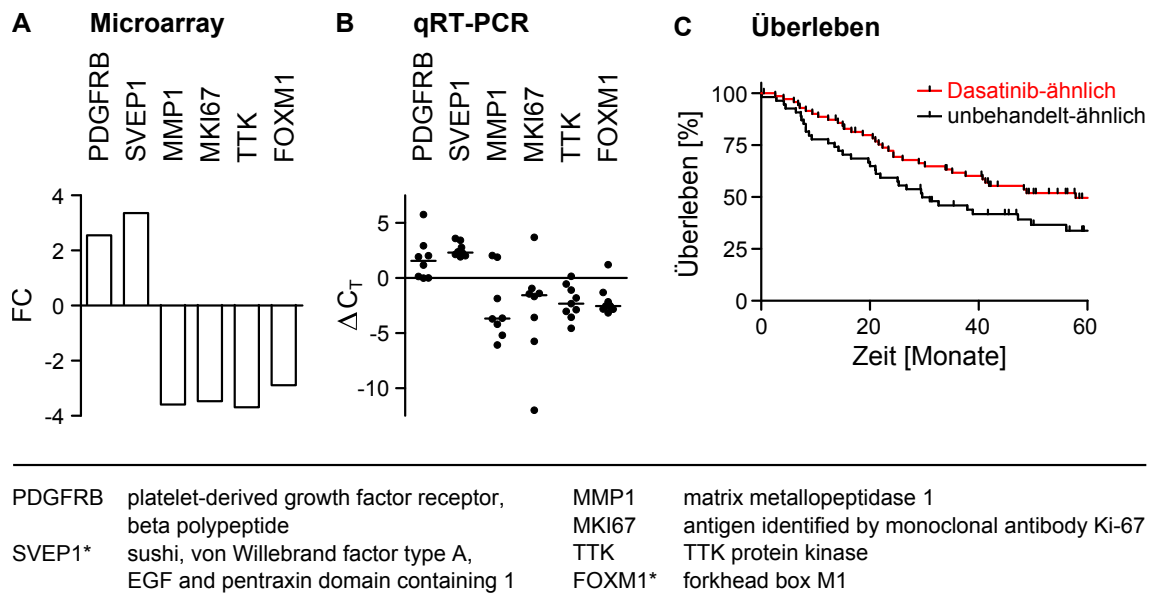 A Microarray
PDGFRB
SVEP1
MMP1
MKI67
TTK
FOXM1
FC
4
2
0
-2
-4
B qRT-PCR
PDGFRB
SVEP1
MMP1
MKI67
TTK
FOXM1
Δ CT
5
0
-5
-10
C Überleben
Dasatinib-ähnlich
unbehandelt-ähnlich
Überleben [%]
100
75
50
25
0
0 20 40 60
Zeit [Monate]
PDGFRB platelet-derived growth factor receptor,
beta polypeptide
SVEP1* sushi, von Willebrand factor type A,
EGF and pentraxin domain containing 1
MMP1 matrix metallopeptidase 1
MKI67 antigen identified by monoclonal antibody Ki-67
TTK TTK protein kinase
FOXM1* forkhead box M1